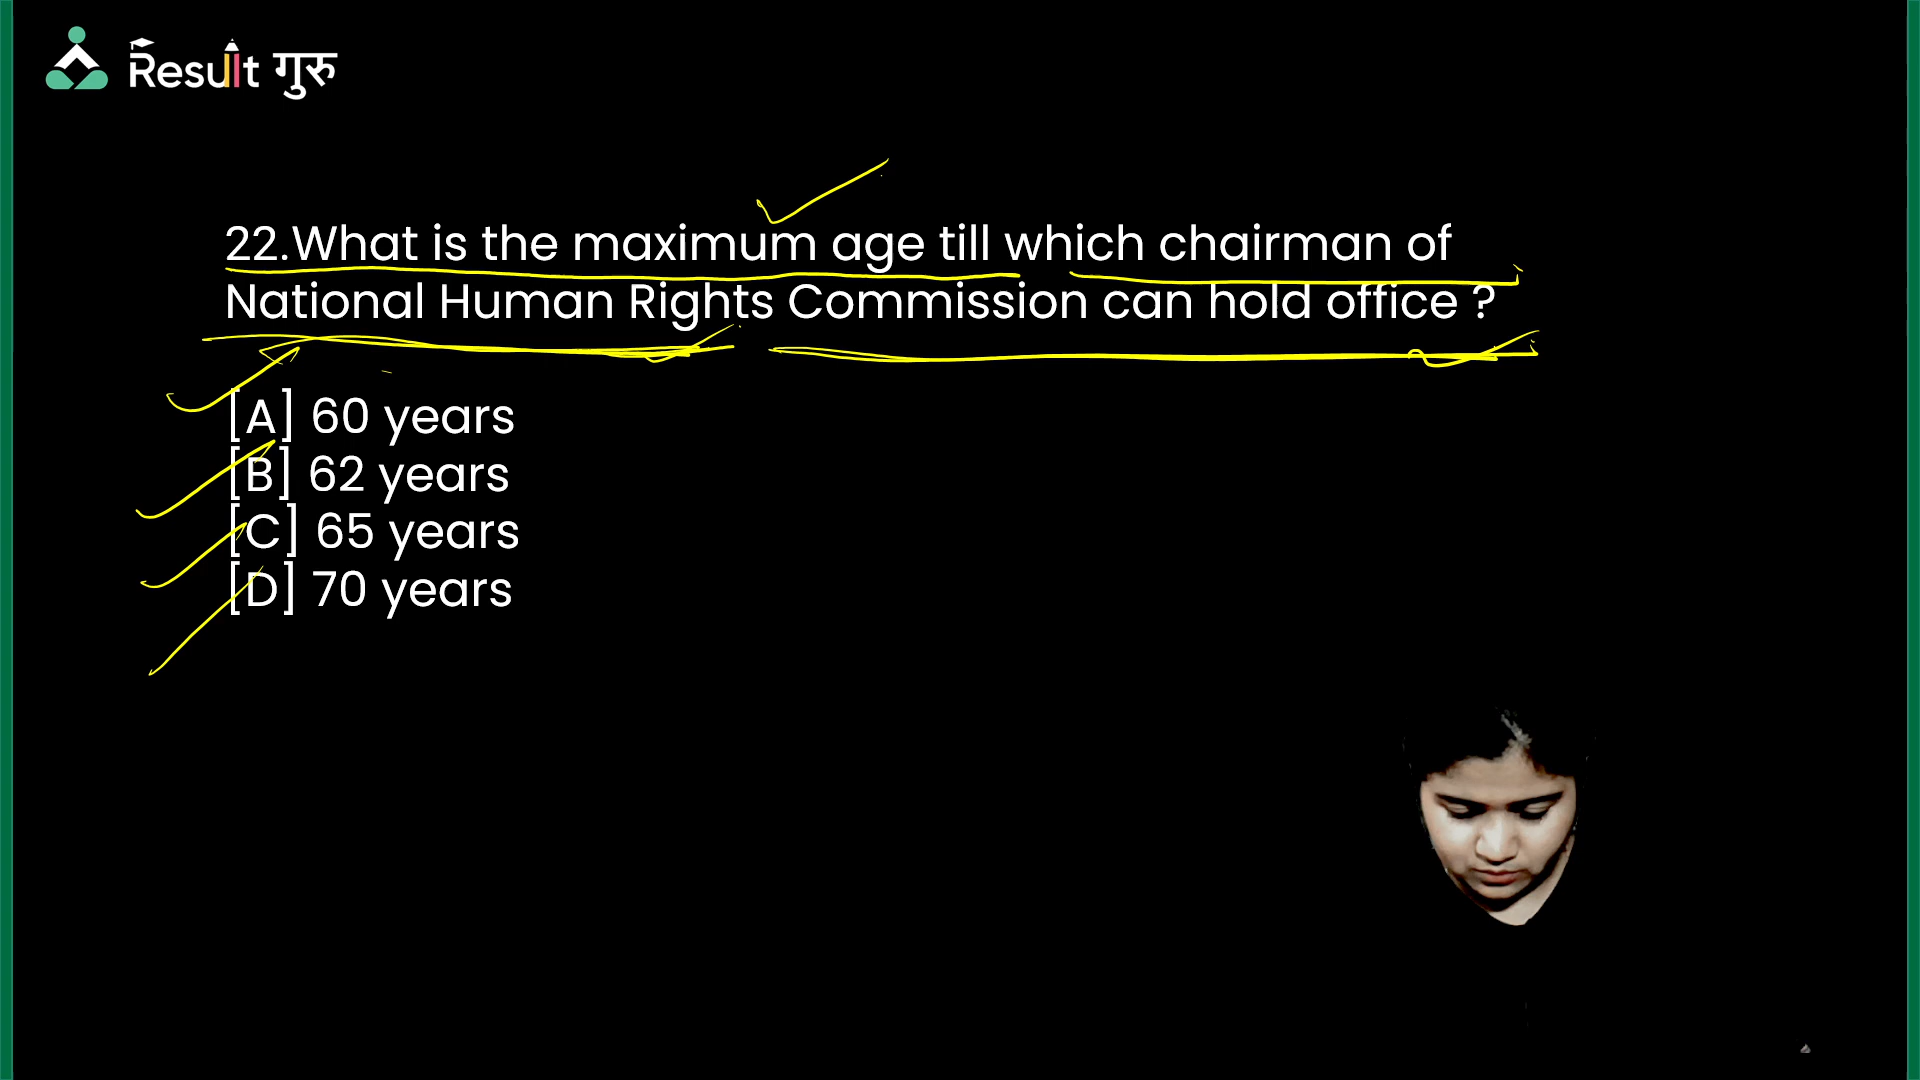 Result गुरु
22.What is the maximum age till which chairman of
National Human Rights Commission can hold office ?
[A] 60 years
[B] 62 years
[C] 65 years
[D] 70 years